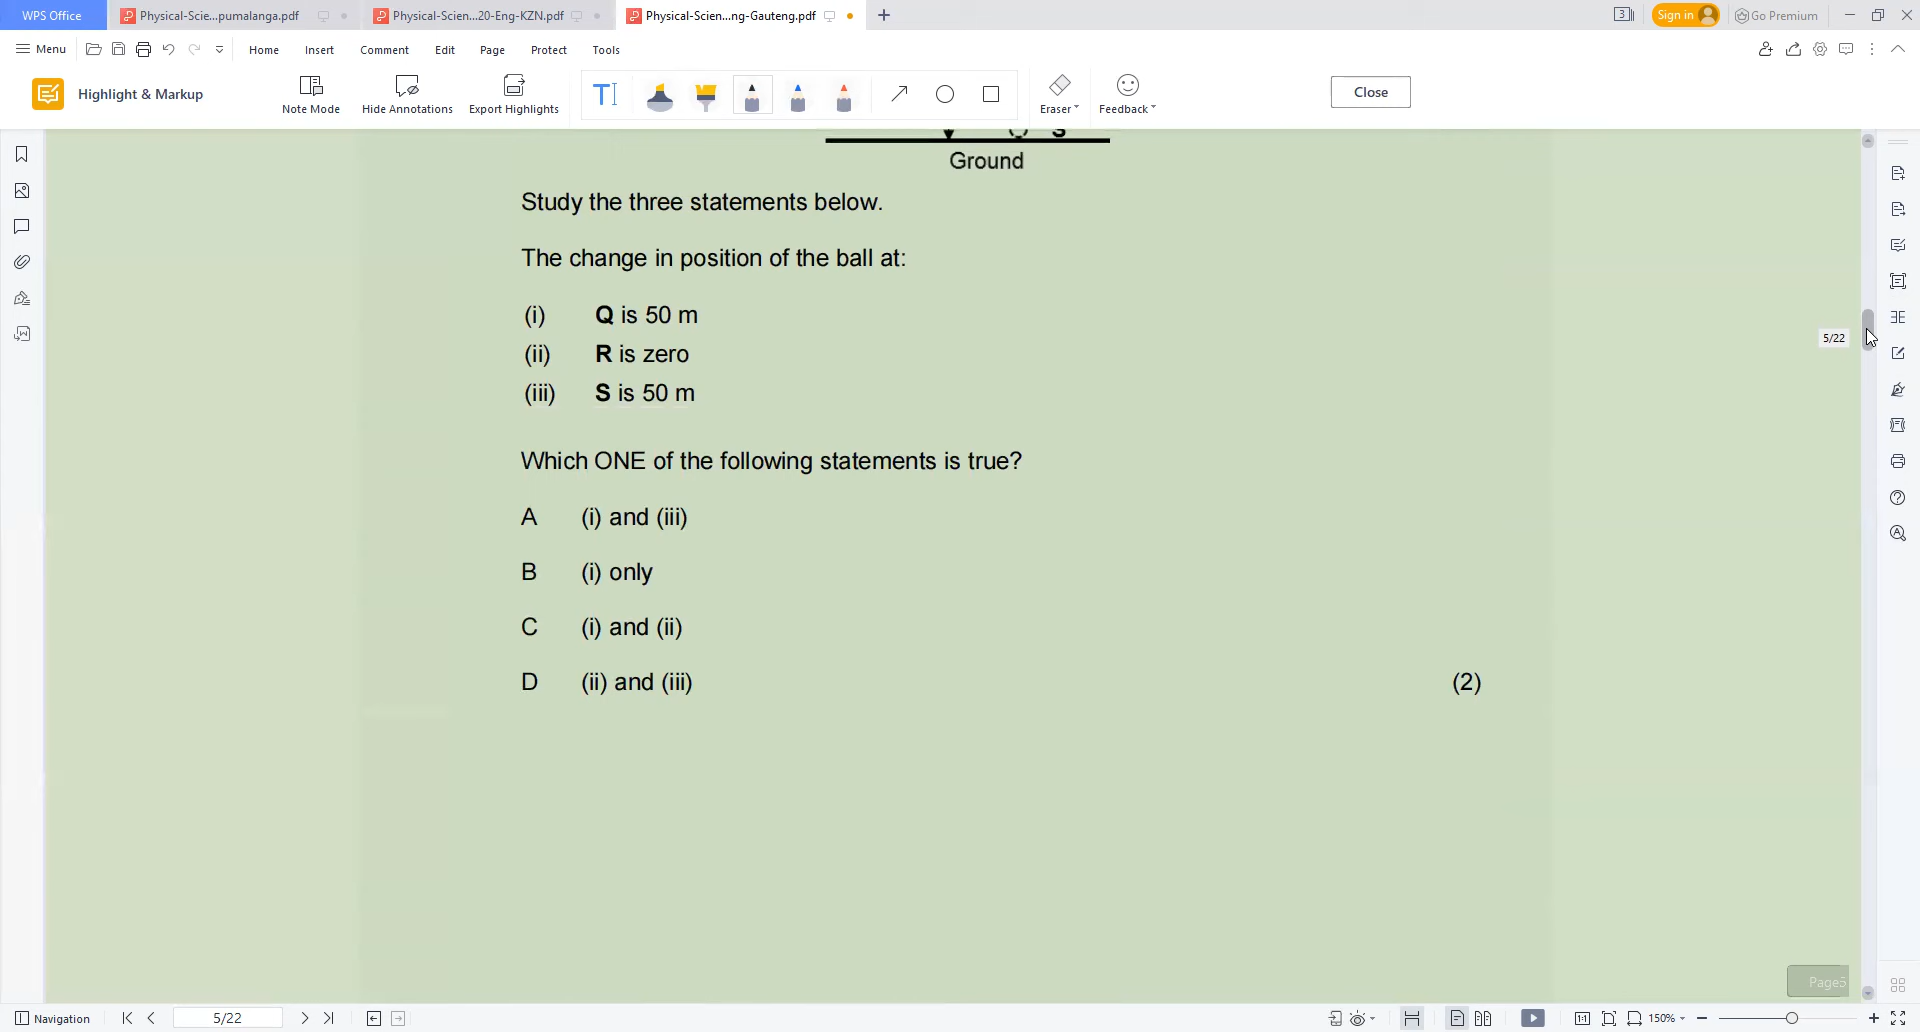 WPS Office
Physical-Scie...pumalanga.pdf
Physical-Scien...20-Eng-KZN.pdf
Physical-Scien...ng-Gauteng.pdf
3
Sign in
Go Premium
Menu
Home
Insert
Comment
Edit
Page
Protect
Tools
Highlight & Markup
Note Mode
Hide Annotations
Export Highlights
T
Eraser
Feedback
Close
S
Ground
Study the three statements below.
The change in position of the ball at:
(i) Q is 50 m
(ii) R is zero
(iii) S is 50 m
5/22
Which ONE of the following statements is true?
A (i) and (iii)
B (i) only
C (i) and (ii)
D (ii) and (iii) (2)
Page5
Navigation
5/22
1:1
150%